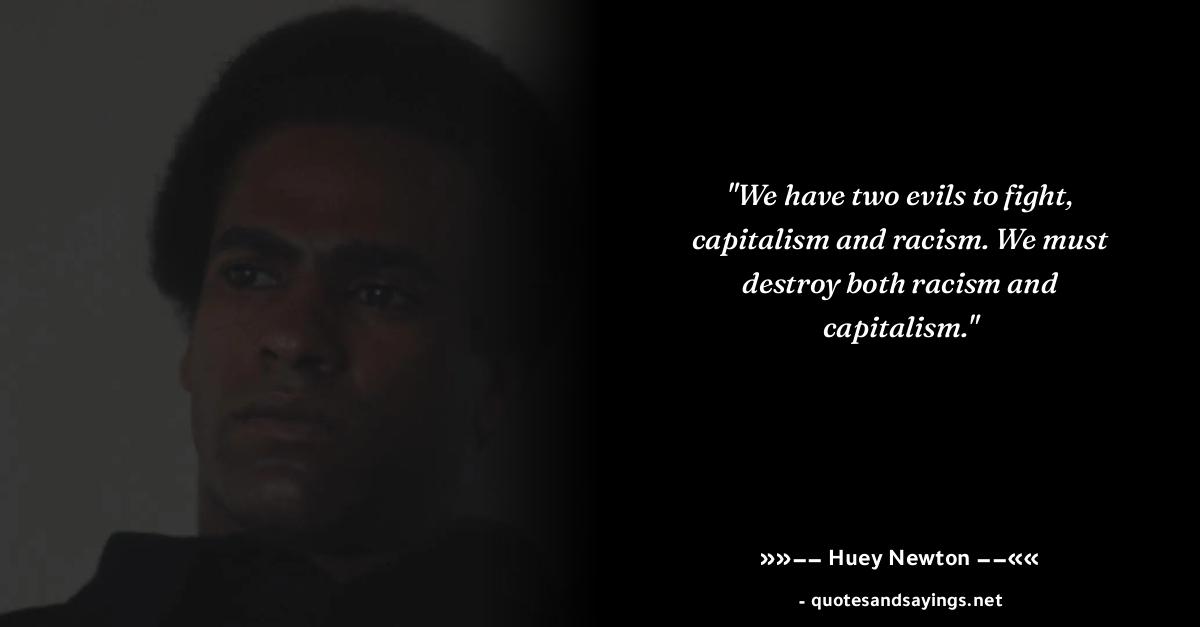 "We have two evils to fight,
capitalism and racism. We must
destroy both racism and
capitalism."
»»–– Huey Newton ––««
- quotesandsayings.net